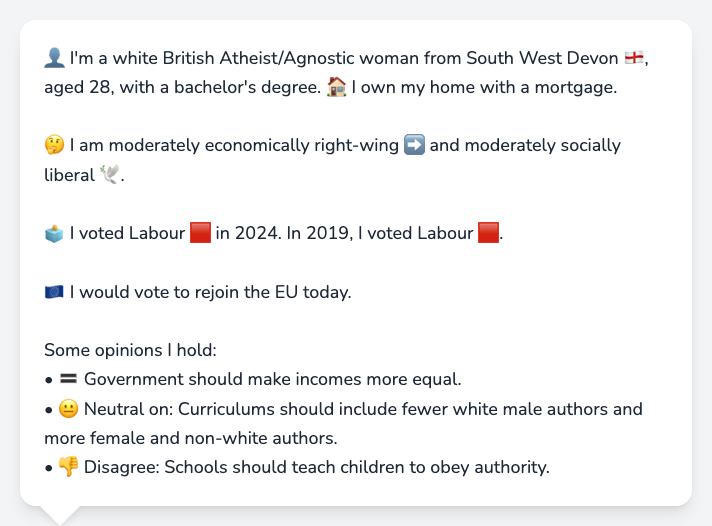 👤 I'm a white British Atheist/Agnostic woman from South West Devon 🏴󠁧󠁢󠁥󠁮󠁧󠁿,
aged 28, with a bachelor's degree. 🏠 I own my home with a mortgage.
🤔 I am moderately economically right-wing ➡️ and moderately socially
liberal 🕊️.
🗳️ I voted Labour 🟥 in 2024. In 2019, I voted Labour 🟥.
🇪🇺 I would vote to rejoin the EU today.
Some opinions I hold:
• 🟰 Government should make incomes more equal.
• 😐 Neutral on: Curriculums should include fewer white male authors and
more female and non-white authors.
• 👎 Disagree: Schools should teach children to obey authority.